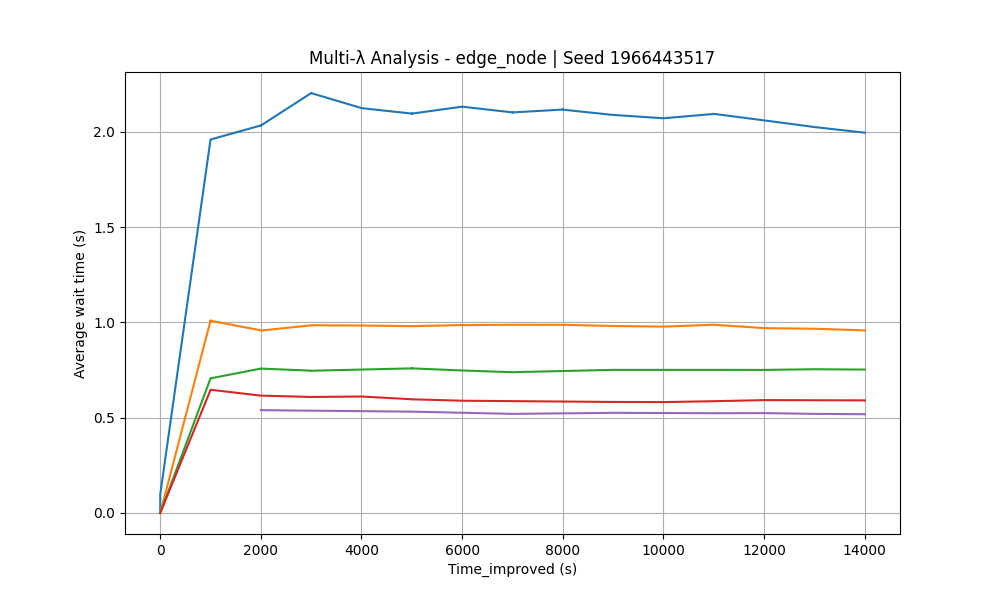 Multi-λ Analysis - edge_node | Seed 1966443517
Average wait time (s)
2.0
1.5
1.0
0.5
0.0
0 2000 4000 6000 8000 10000 12000 14000
Time_improved (s)